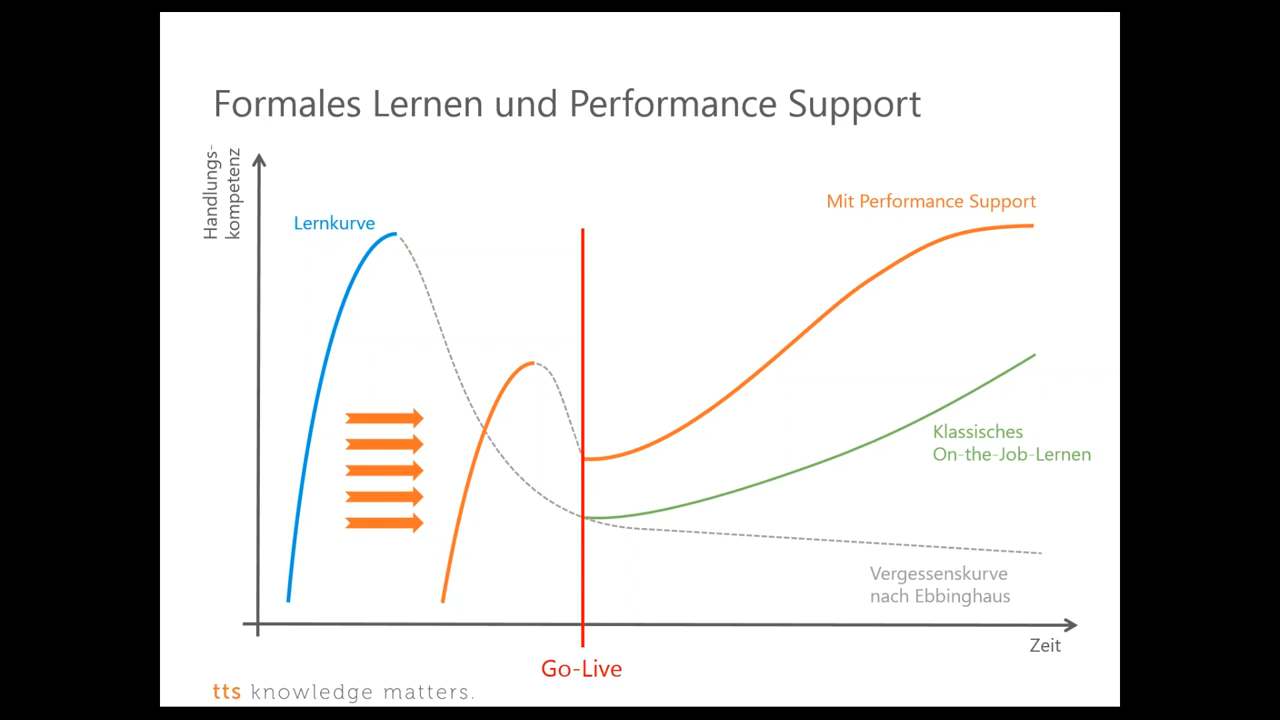 Formales Lernen und Performance Support
Handlungs-
kompetenz
Lernkurve
Mit Performance Support
Klassisches
On-the-Job-Lernen
Vergessenskurve
nach Ebbinghaus
Zeit
Go-Live
tts knowledge matters.